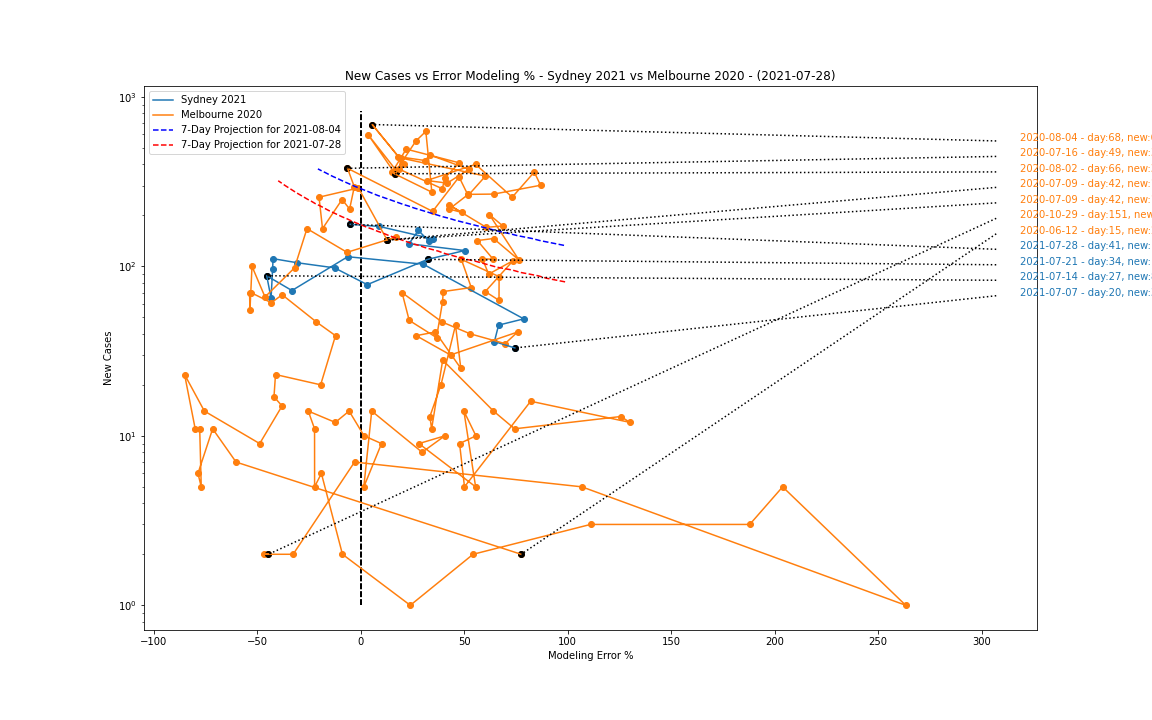 New Cases vs Error Modeling % - Sydney 2021 vs Melbourne 2020 - (2021-07-28)
Sydney 2021
Melbourne 2020
7-Day Projection for 2021-08-04
7-Day Projection for 2021-07-28
2020-08-04 - day:68, new:
2020-07-16 - day:49, new:
2020-08-02 - day:66, new:
2020-07-09 - day:42, new:
2020-07-09 - day:42, new:
2020-10-29 - day:151, new
2020-06-12 - day:15, new:
2021-07-28 - day:41, new:
2021-07-21 - day:34, new:
2021-07-14 - day:27, new:
2021-07-07 - day:20, new:
10³
10²
10¹
10⁰
New Cases
−100 −50 0 50 100 150 200 250 300
Modeling Error %